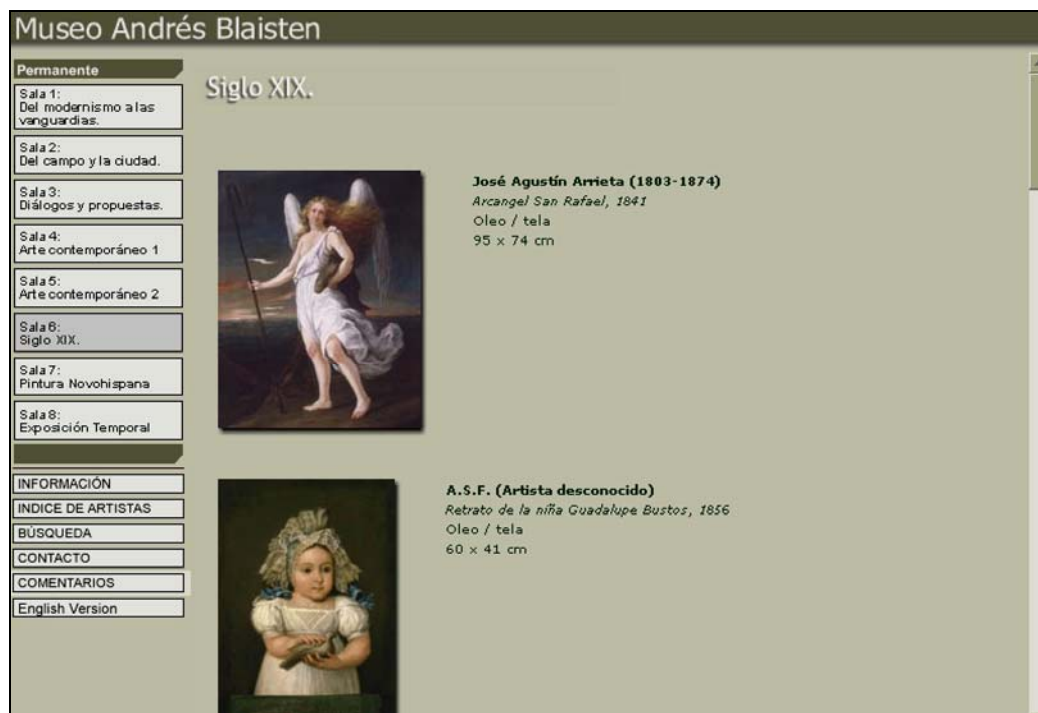 Museo Andrés Blaisten
Permanente
Sala 1:
Del modernismo a las
vanguardias.
Sala 2:
Del campo y la ciudad.
Sala 3:
Diálogos y propuestas.
Sala 4:
Arte contemporáneo 1
Sala 5:
Arte contemporáneo 2
Sala 6:
Siglo XIX.
Sala 7:
Pintura Novohispana
Sala 8:
Exposición Temporal
INFORMACIÓN
INDICE DE ARTISTAS
BÚSQUEDA
CONTACTO
COMENTARIOS
English Version
Siglo XIX.
José Agustín Arrieta (1803-1874)
Arcangel San Rafael, 1841
Oleo / tela
95 x 74 cm
A.S.F. (Artista desconocido)
Retrato de la niña Guadalupe Bustos, 1856
Oleo / tela
60 x 41 cm